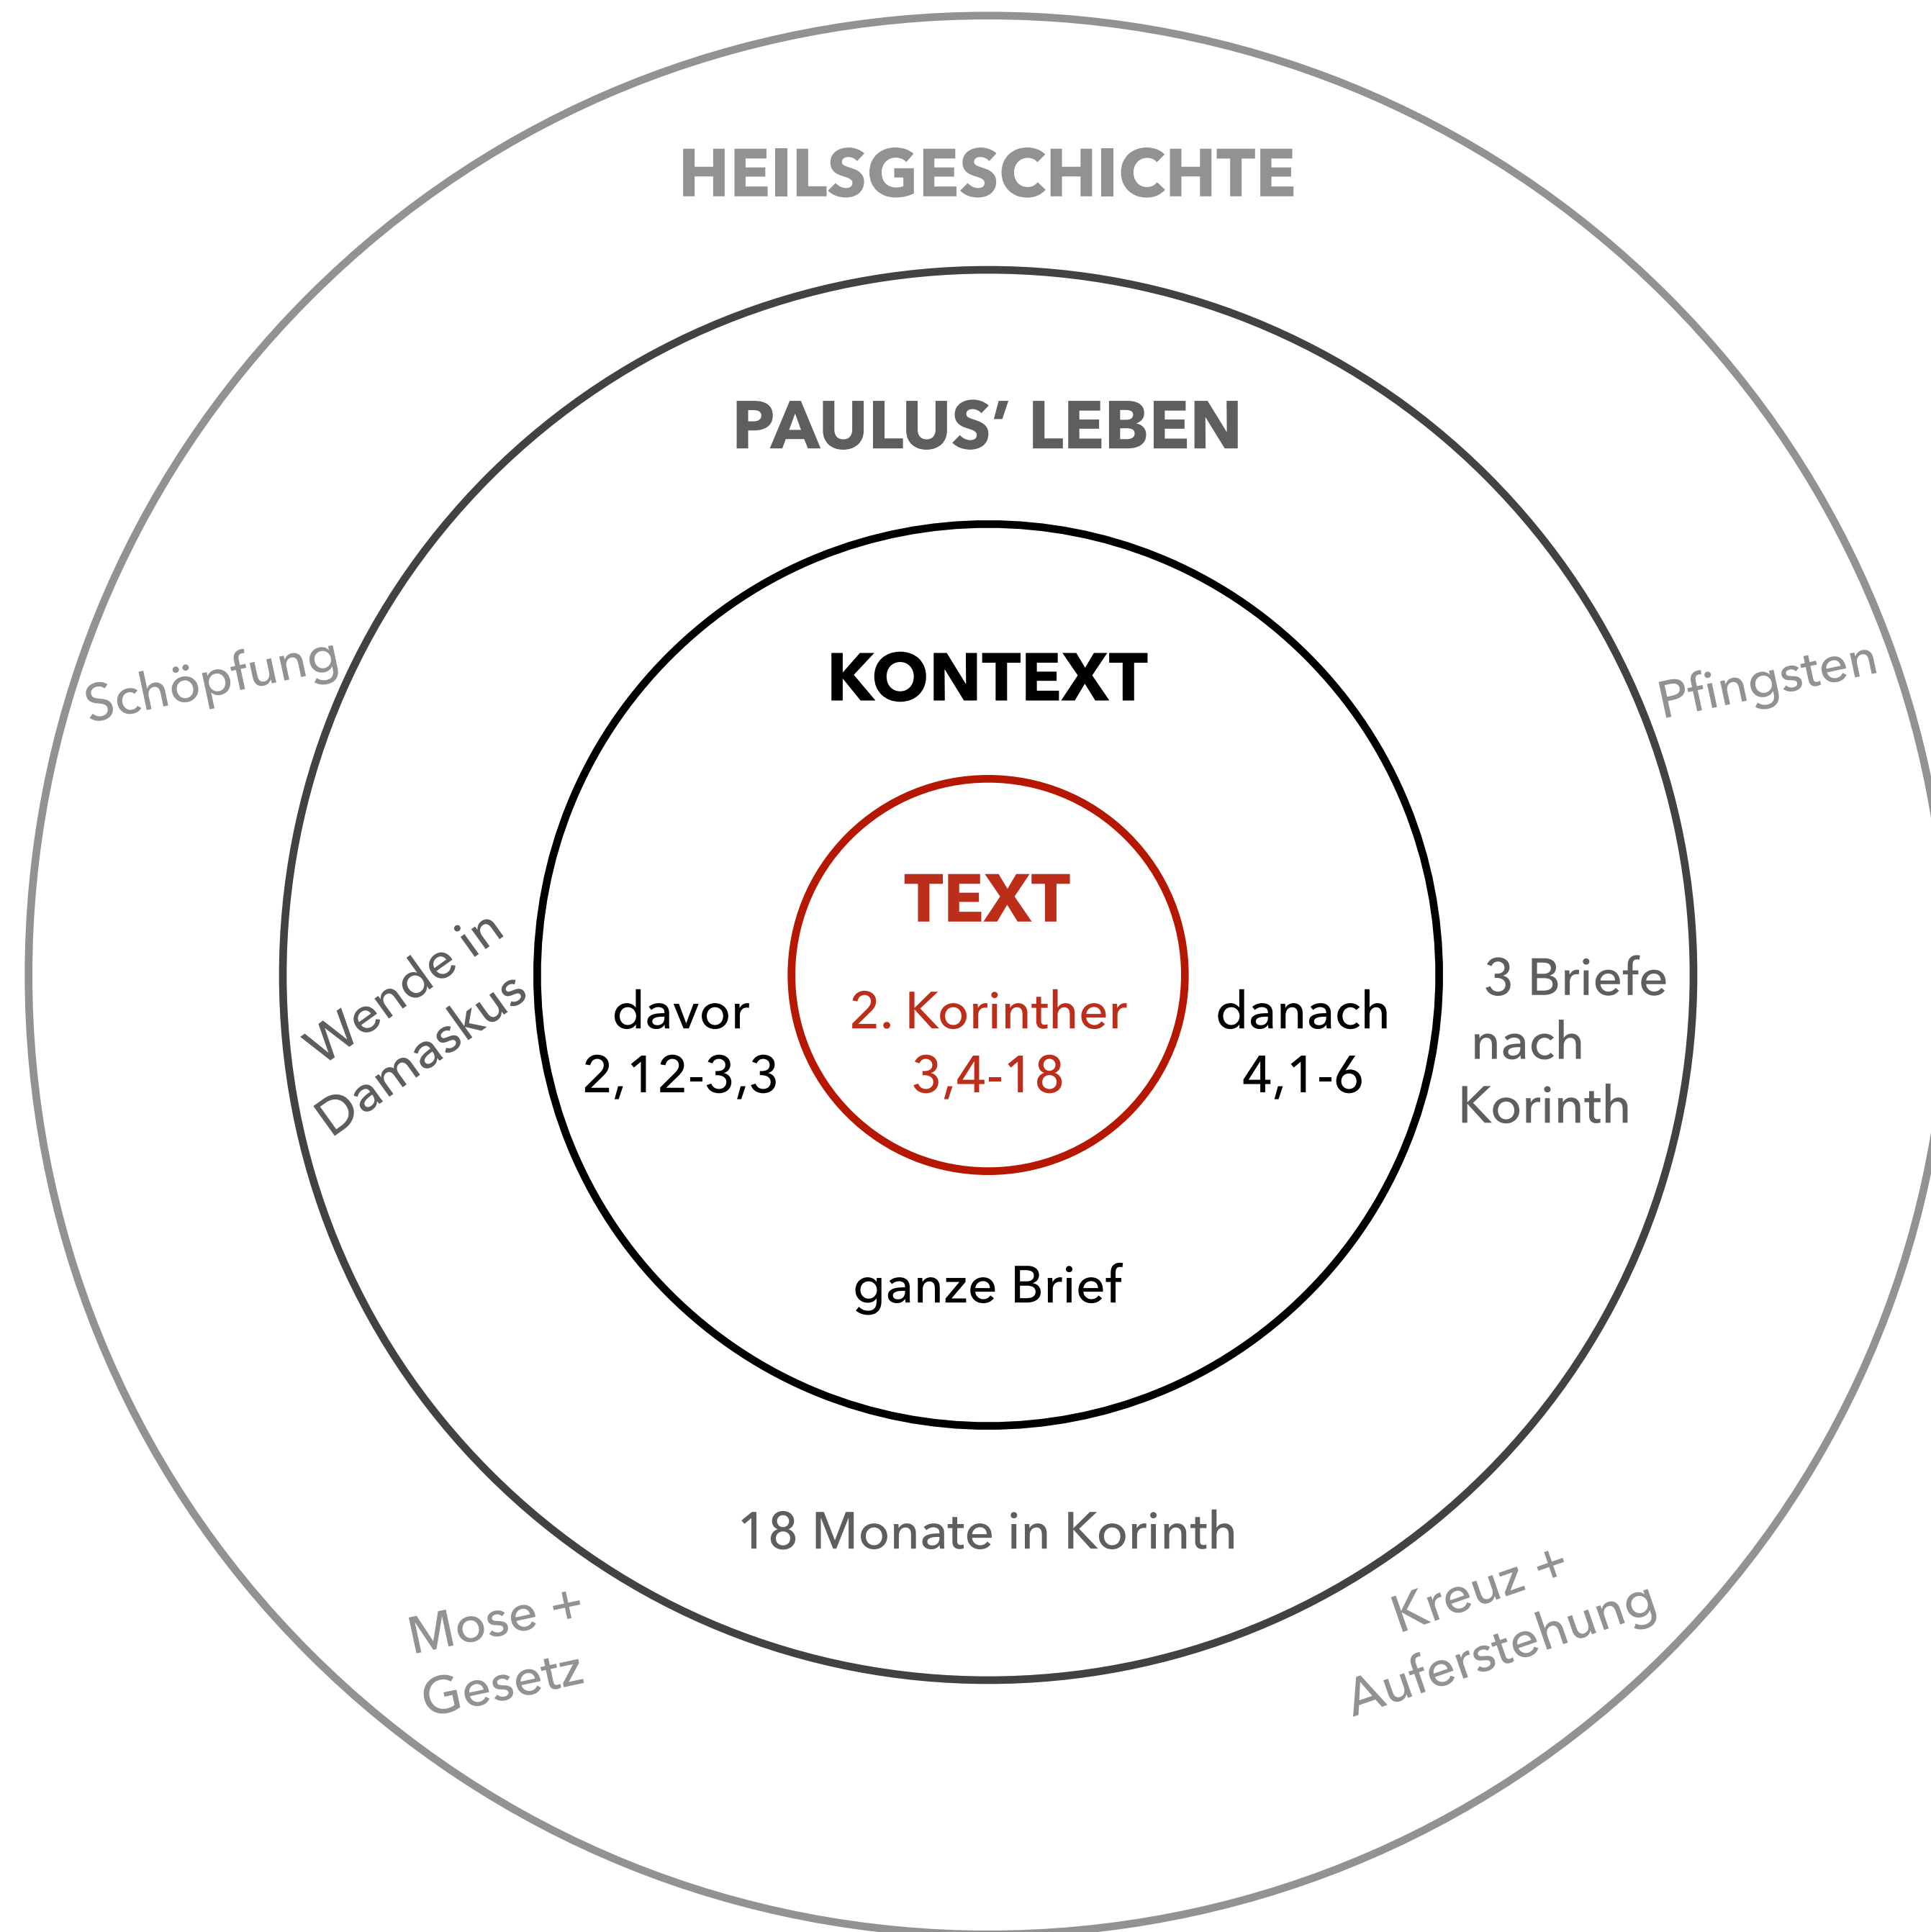 HEILSGESCHICHTE
PAULUS’ LEBEN
KONTEXT
Schöpfung
Pfingsten
TEXT
Wende in
Damaskus
davor
2,12-3,3
2. Korinther
3,4-18
danach
4,1-6
3 Briefe
nach
Korinth
ganze Brief
18 Monate in Korinth
Mose +
Gesetz
Kreuz +
Auferstehung